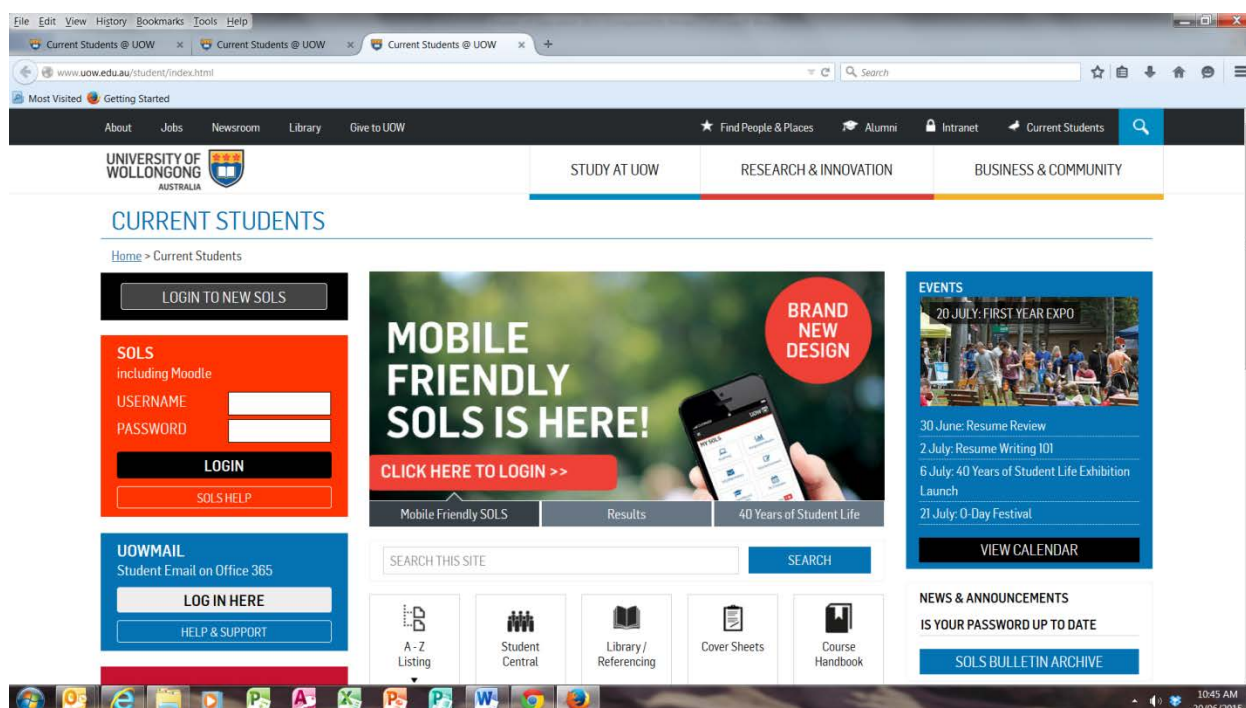 File Edit View History Bookmarks Tools Help
Current Students @ UOW × Current Students @ UOW × Current Students @ UOW × +
www.uow.edu.au/student/index.html Search
Most Visited Getting Started
About Jobs Newsroom Library Give to UOW Find People & Places Alumni Intranet Current Students
UNIVERSITY OF
WOLLONGONG
AUSTRALIA
STUDY AT UOW RESEARCH & INNOVATION BUSINESS & COMMUNITY
CURRENT STUDENTS
Home > Current Students
LOGIN TO NEW SOLS
SOLS
including Moodle
USERNAME
PASSWORD
LOGIN
SOLS HELP
UOWMAIL
Student Email on Office 365
LOG IN HERE
HELP & SUPPORT
MOBILE
FRIENDLY
SOLS IS HERE!
BRAND
NEW
DESIGN
CLICK HERE TO LOGIN >>
MY SOLS
UOW
Mobile Friendly SOLS Results 40 Years of Student Life
SEARCH THIS SITE SEARCH
A - Z
Listing
Student
Central
Library /
Referencing
Cover Sheets
Course
Handbook
EVENTS
20 JULY: FIRST YEAR EXPO
30 June: Resume Review
2 July: Resume Writing 101
6 July: 40 Years of Student Life Exhibition
Launch
21 July: O-Day Festival
VIEW CALENDAR
NEWS & ANNOUNCEMENTS
IS YOUR PASSWORD UP TO DATE
SOLS BULLETIN ARCHIVE
10:45 AM